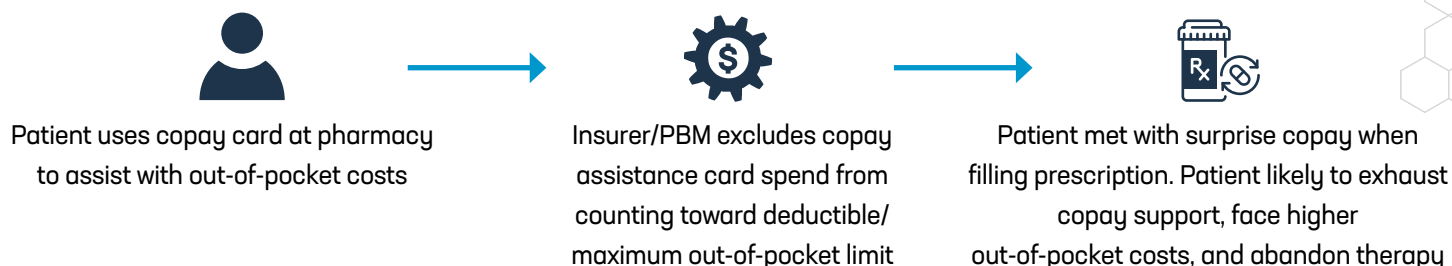 $
Rx
Patient uses copay card at pharmacy
to assist with out-of-pocket costs
Insurer/PBM excludes copay
assistance card spend from
counting toward deductible/
maximum out-of-pocket limit
Patient met with surprise copay when
filling prescription. Patient likely to exhaust
copay support, face higher
out-of-pocket costs, and abandon therapy